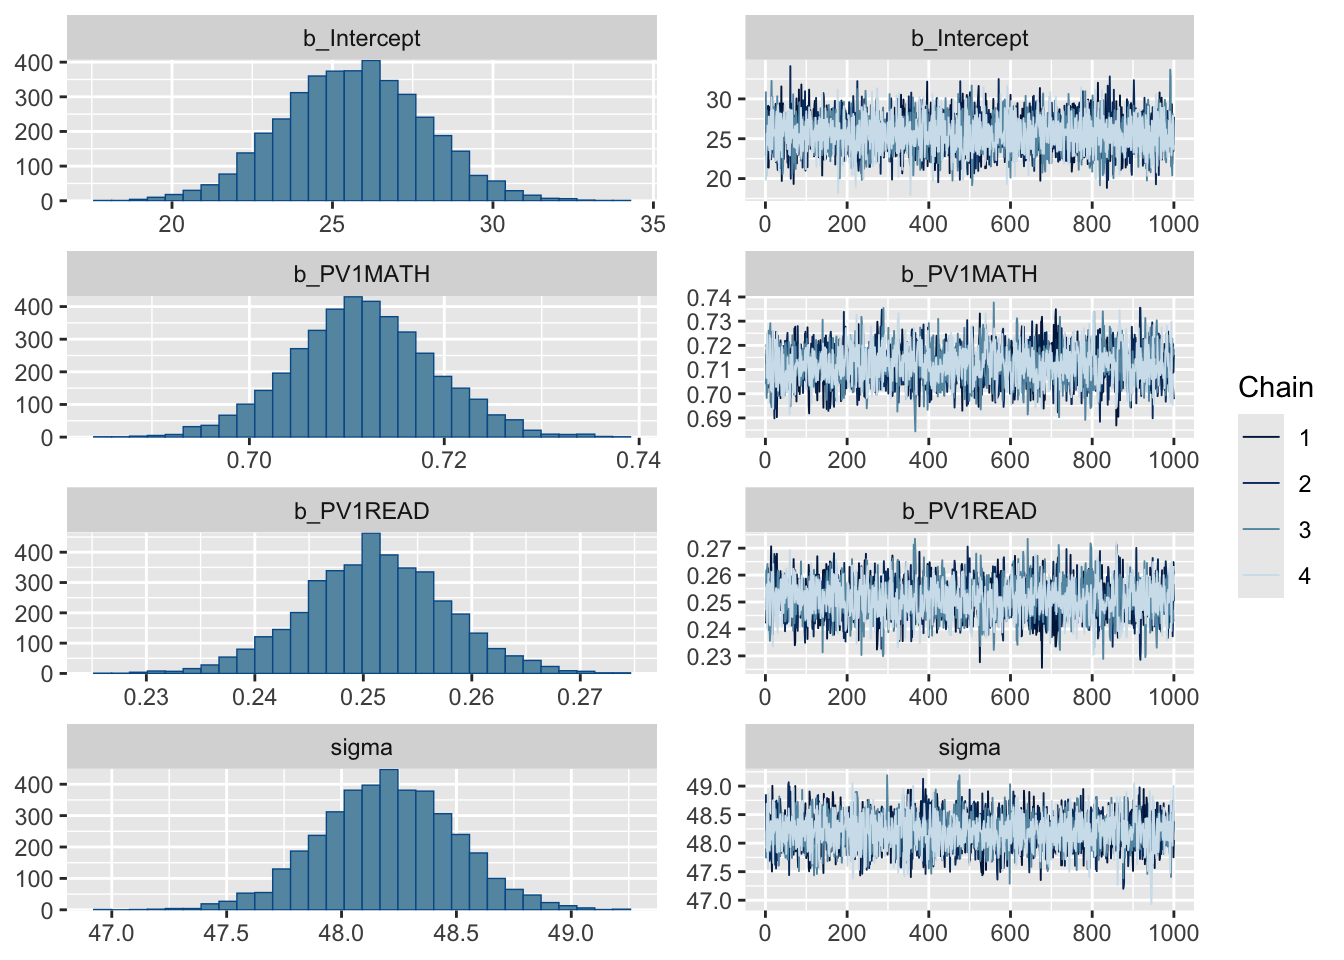 b_Intercept
400
300
200
100
0
20 25 30 35
b_Intercept
30
25
20
0 200 400 600 800 1000
b_PV1MATH
400
300
200
100
0
0.70 0.72 0.74
b_PV1MATH
0.74
0.73
0.72
0.71
0.70
0.69
0 200 400 600 800 1000
b_PV1READ
400
300
200
100
0
0.23 0.24 0.25 0.26 0.27
b_PV1READ
0.27
0.26
0.25
0.24
0.23
0 200 400 600 800 1000
sigma
400
300
200
100
0
47.0 47.5 48.0 48.5 49.0
sigma
49.0
48.5
48.0
47.5
47.0
0 200 400 600 800 1000
Chain
1
2
3
4